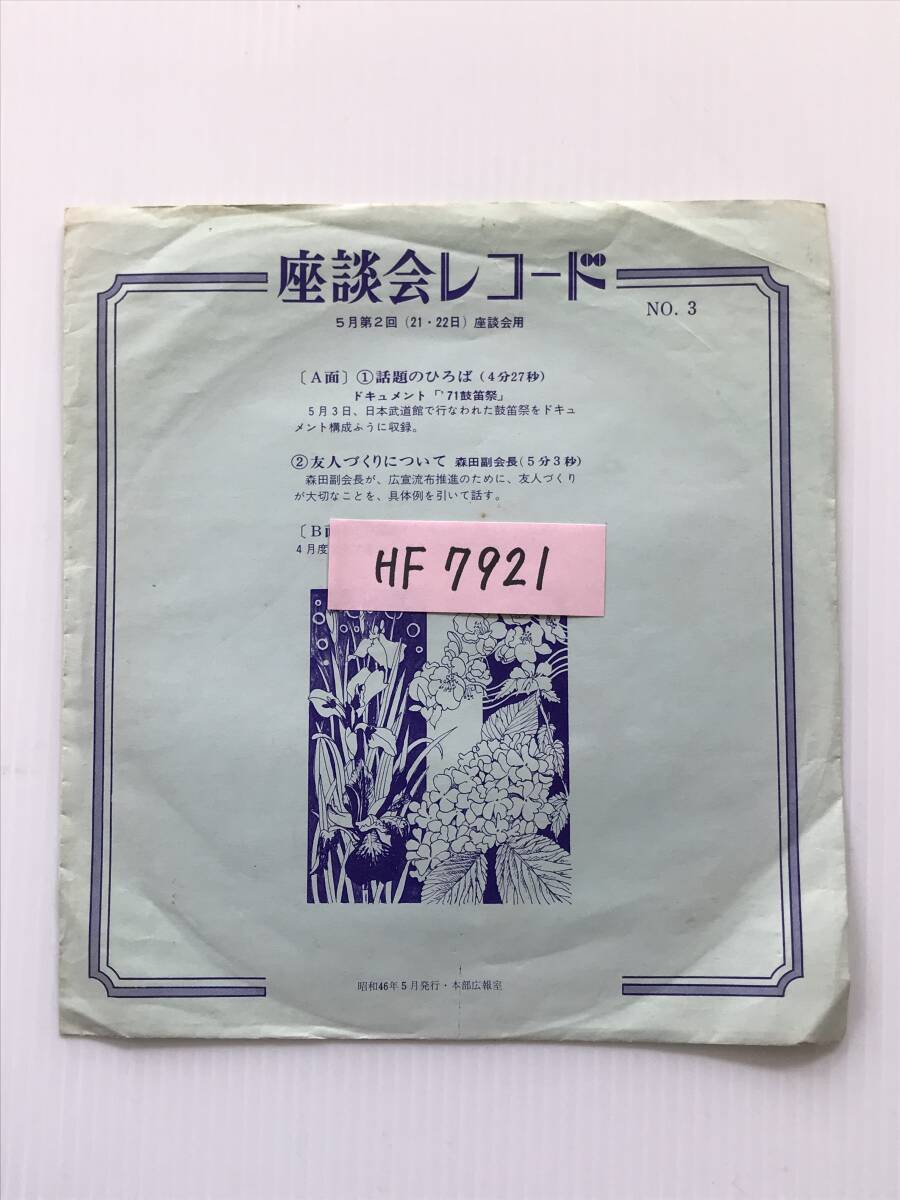 座談会レコード
NO. 3
5月第2回(21・22日)座談会用
〔A面〕①話題のひろば(4分27秒)
ドキュメント「'71鼓笛祭」
5月3日、日本武道館で行なわれた鼓笛祭をドキュ
メント構成ふうに収録。
②友人づくりについて 森田副会長(5分3秒)
森田副会長が、広宣流布推進のために、友人づくり
が大切なことを、具体例を引いて話す。
〔B面
4月度
HF 7921
昭和46年5月発行・本部広報室